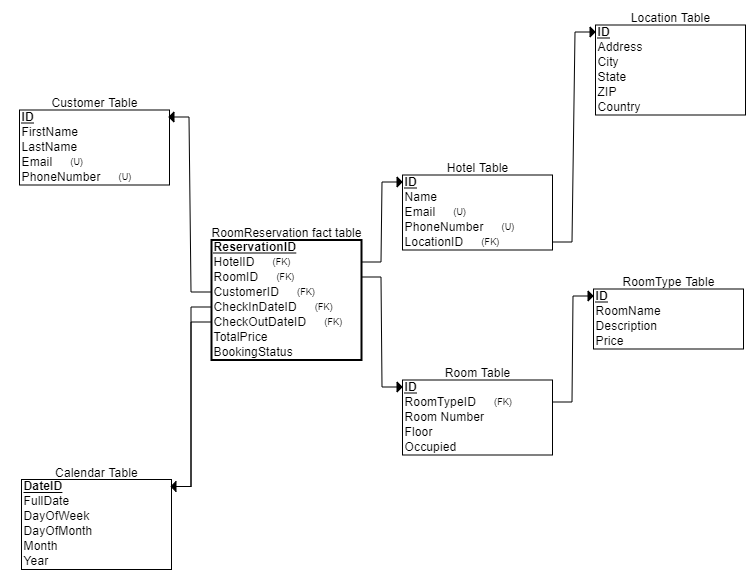 Location Table
ID
Address
City
State
ZIP
Country
Customer Table
ID
FirstName
LastName
Email (U)
PhoneNumber (U)
Hotel Table
ID
Name
Email (U)
PhoneNumber (U)
LocationID (FK)
RoomReservation fact table
ReservationID
HotelID (FK)
RoomID (FK)
CustomerID (FK)
CheckInDateID (FK)
CheckOutDateID (FK)
TotalPrice
BookingStatus
RoomType Table
ID
RoomName
Description
Price
Room Table
ID
RoomTypeID (FK)
Room Number
Floor
Occupied
Calendar Table
DateID
FullDate
DayOfWeek
DayOfMonth
Month
Year